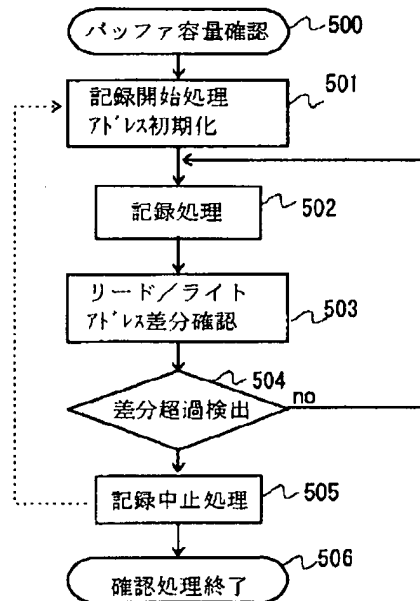 バッファ容量確認
500
記録開始処理
アドレス初期化
501
記録処理
502
リード/ライト
アドレス差分確認
503
504
差分超過検出
no
記録中止処理
505
506
確認処理終了